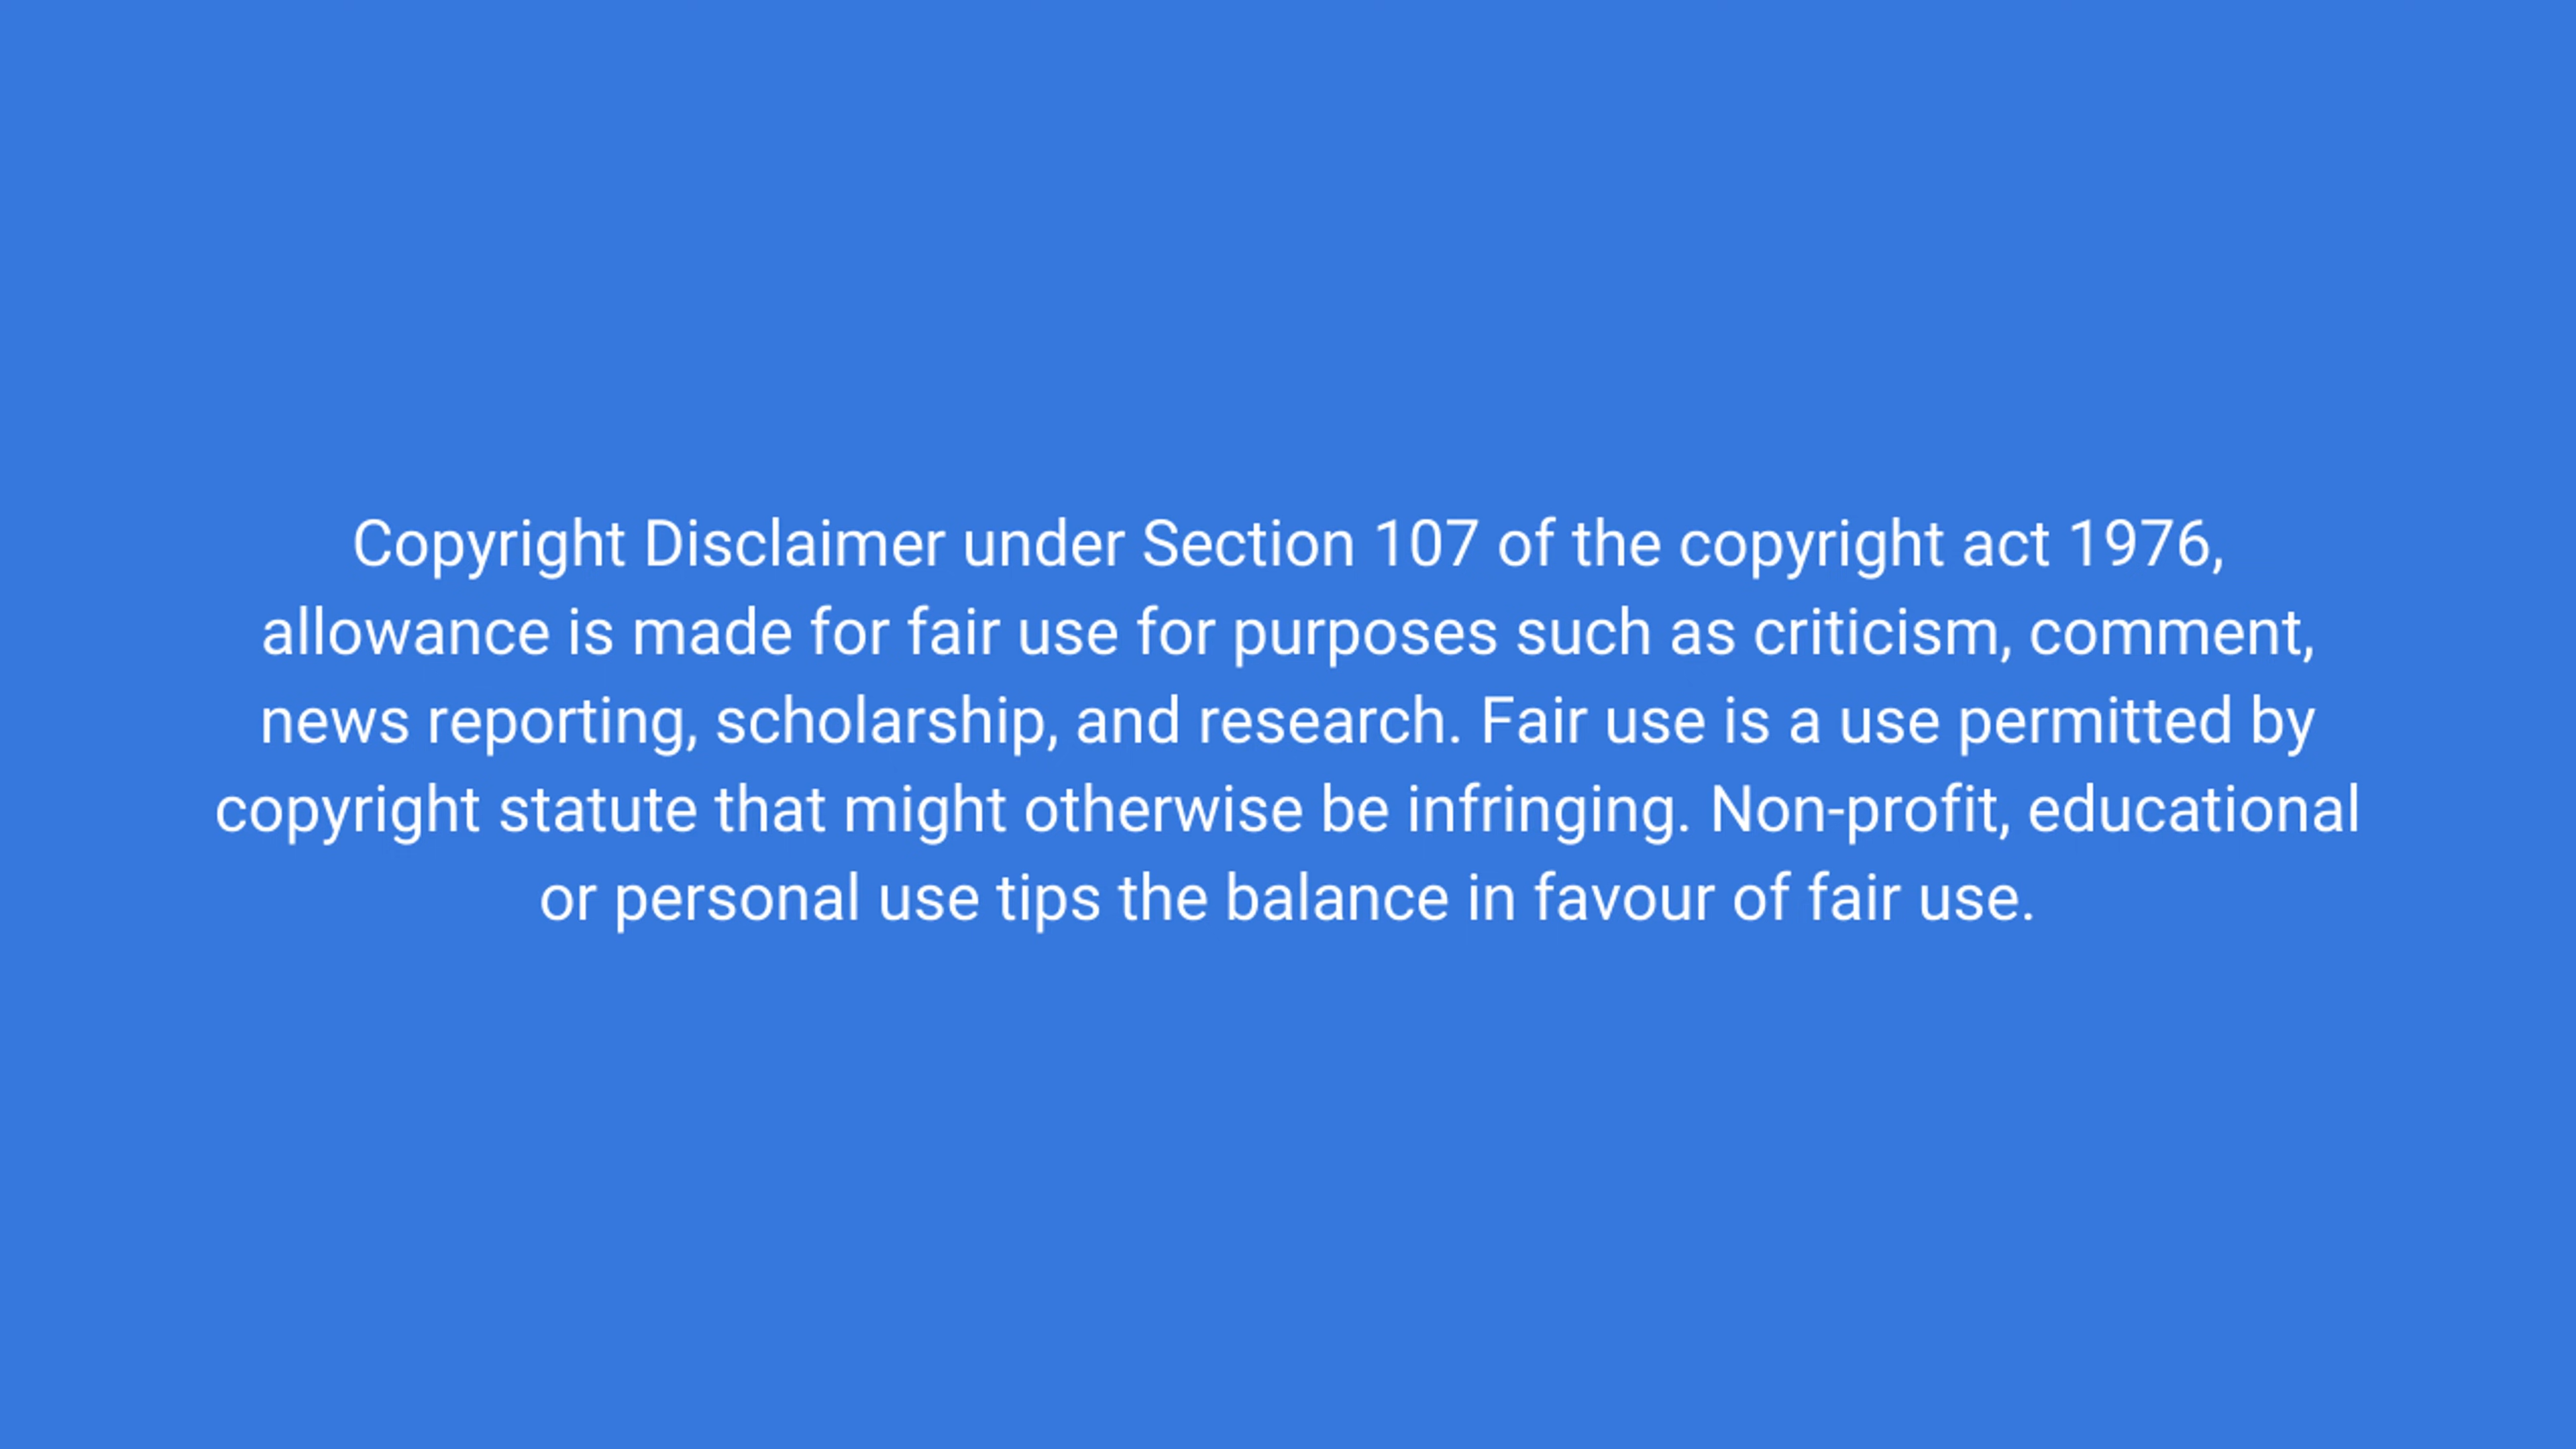 Copyright Disclaimer under Section 107 of the copyright act 1976,
allowance is made for fair use for purposes such as criticism, comment,
news reporting, scholarship, and research. Fair use is a use permitted by
copyright statute that might otherwise be infringing. Non-profit, educational
or personal use tips the balance in favour of fair use.